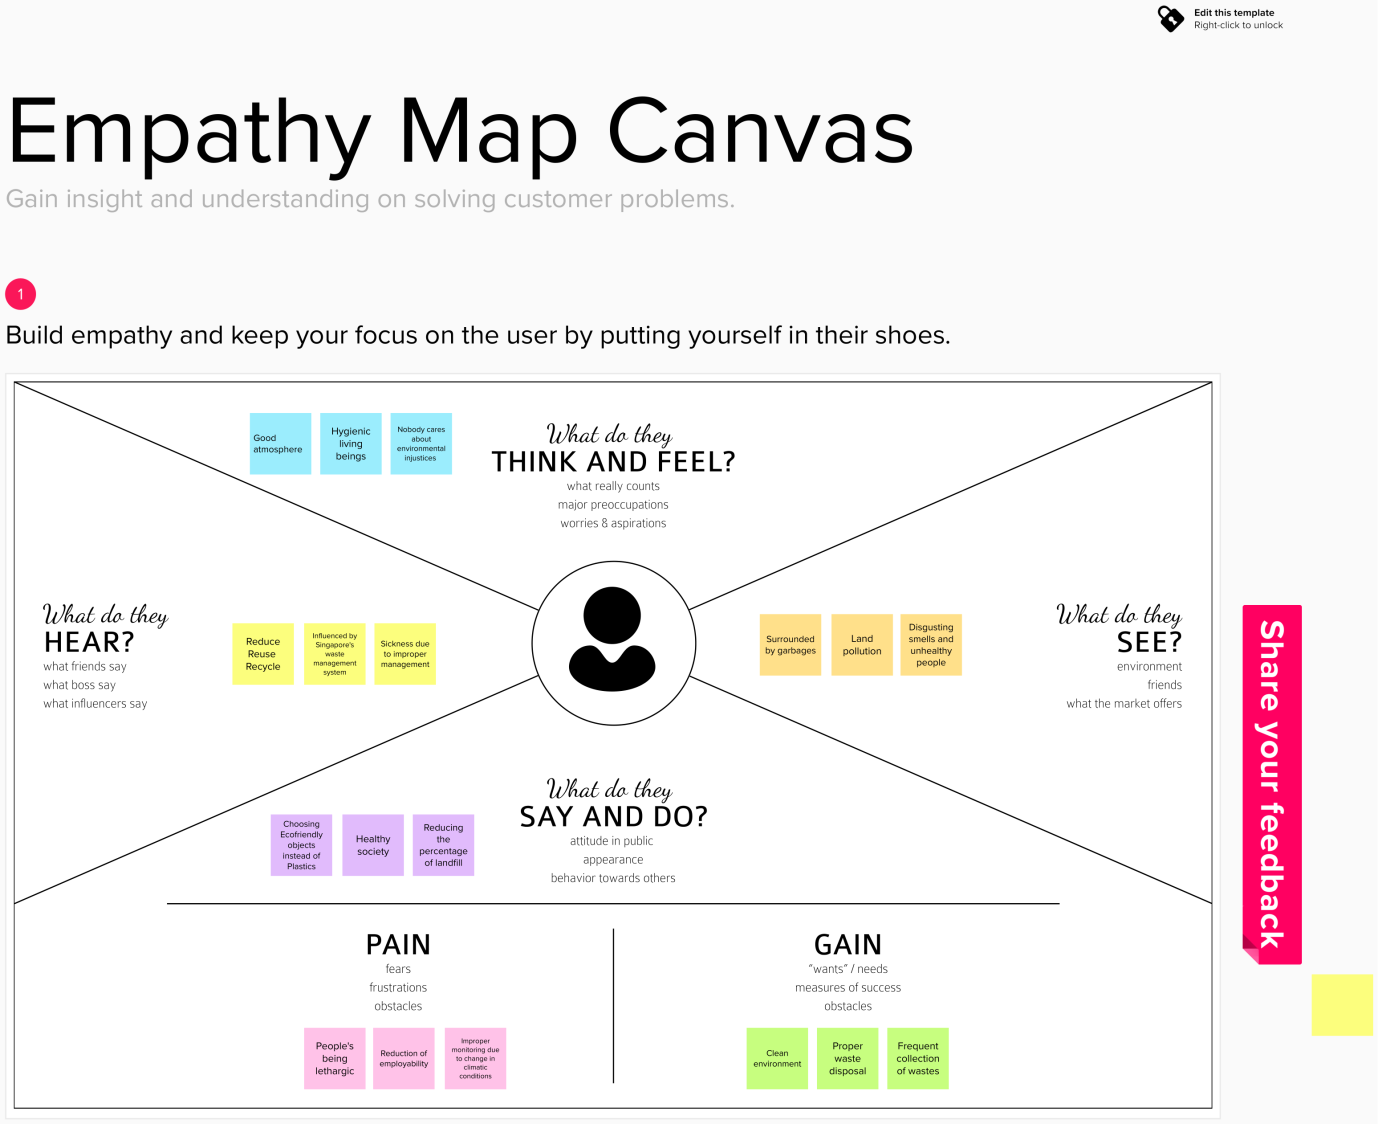 Edit this template
Right-click to unlock
Empathy Map Canvas
Gain insight and understanding on solving customer problems.
1
Build empathy and keep your focus on the user by putting yourself in their shoes.
Good
atmosphere
Hygienic
living
beings
Nobody cares
about
environmental
injustices
What do they
THINK AND FEEL?
what really counts
major preoccupations
worries & aspirations
What do they
HEAR?
what friends say
what boss say
what influencers say
Reduce
Reuse
Recycle
Influenced by
Singapore's
waste
management
system
Sickness due
to improper
management
Surrounded
by garbages
Land
pollution
Disgusting
smells and
unhealthy
people
What do they
SEE?
environment
friends
what the market offers
Share your feedback
What do they
SAY AND DO?
attitude in public
appearance
behavior towards others
Choosing
Ecofriendly
objects
instead of
Plastics
Healthy
society
Reducing
the
percentage
of landfill
PAIN
fears
frustrations
obstacles
People's
being
lethargic
Reduction of
employability
Improper
monitoring due
to change in
climatic
conditions
GAIN
"wants" / needs
measures of success
obstacles
Clean
environment
Proper
waste
disposal
Frequent
collection
of wastes